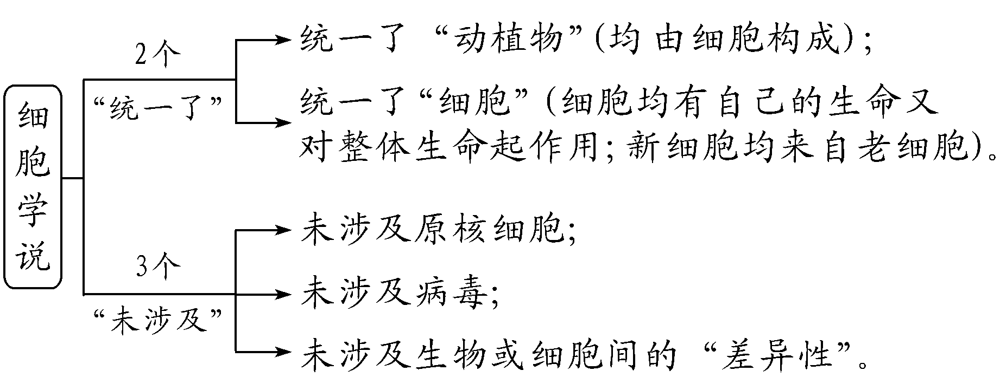 细胞学说
2个
“统一了”
统一了“动植物”(均由细胞构成);
统一了“细胞”(细胞均有自己的生命又
对整体生命起作用;新细胞均来自老细胞)。
3个
“未涉及”
未涉及原核细胞;
未涉及病毒;
未涉及生物或细胞间的“差异性”。